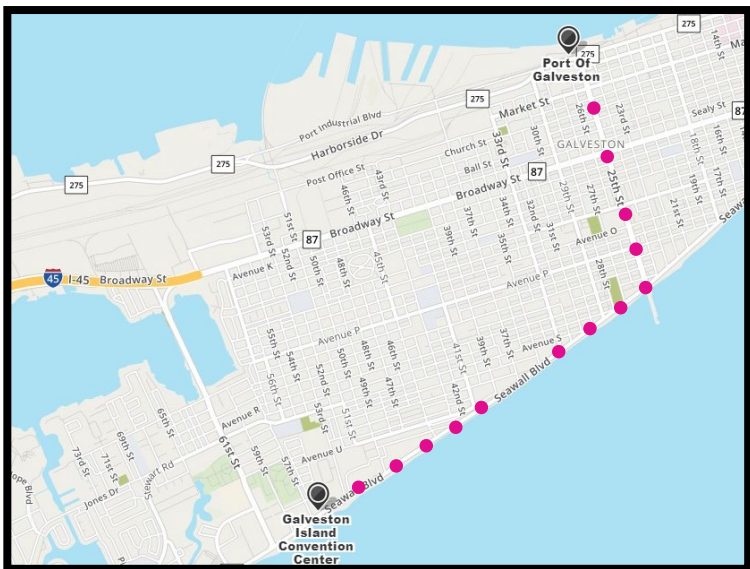 275
14th St
275
Port Of
Galveston
275
Market St
26th St
23rd St
Sealy St
87
Port Industrial Blvd
Harborside Dr
33rd St
30th St
GALVESTON
16th St
Church St
Ball St
18th St
275
Post Office St
87
17th St
275
46th St
43rd St
Broadway St
29th St
27th St
25th St
19th St
Seawall
51st St
Broadway St
37th St
34th St
32nd St
21st St
53rd St
87
39th St
35th St
31st St
Avenue O
52nd St
50th St
48th St
45th St
Avenue K
45
I-45 Broadway St
Avenue P
28th St
Avenue P
55th St
54th St
50th St
48th St
46th St
41st St
39th St
37th St
Avenue S
56th St
52nd St
49th St
47th St
42nd St
Seawall Blvd
53rd St
51st St
Avenue R
65th St
61st St
69th St
59th St
57th St
Avenue U
73rd St
71st St
Stewart Rd
Jones Dr
Seawall Blvd
Galveston
Island
Convention
Center